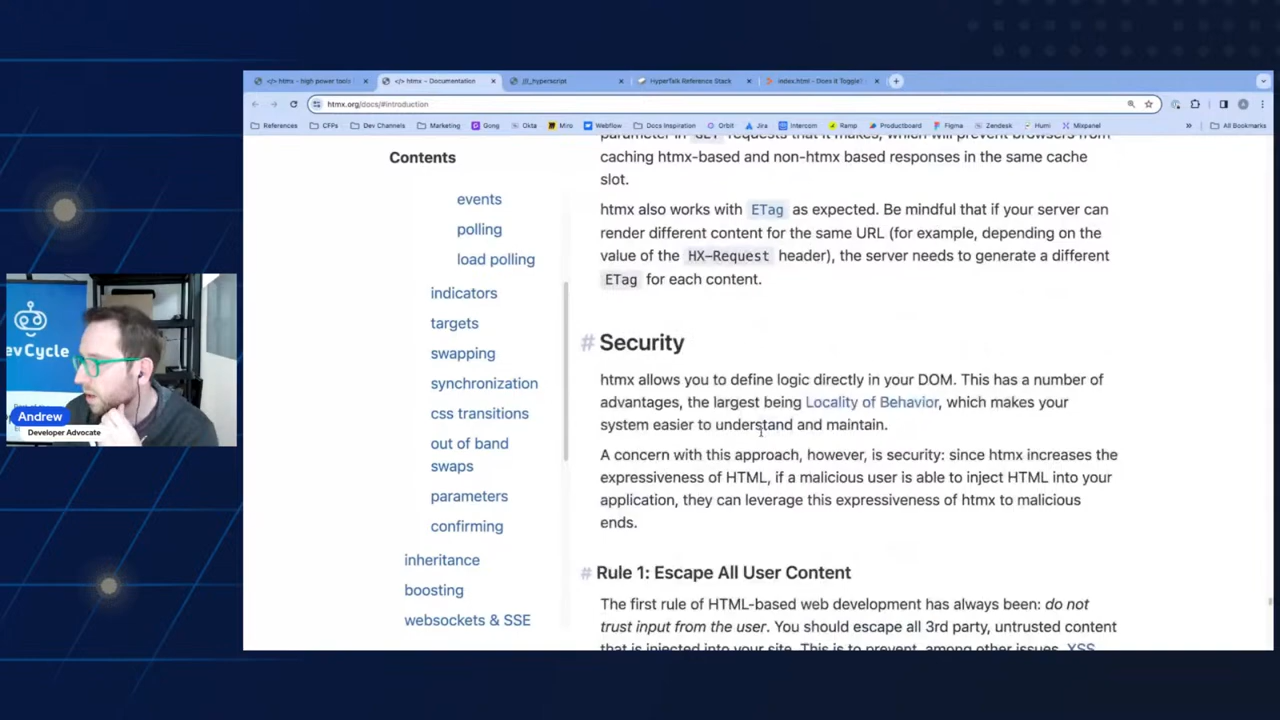 </> htmx - high power tools
</> htmx ~ Documentation
///_hyperscript
HyperTalk Reference Stack
index.html - Does It Toggle?
htmx.org/docs/#introduction
References
CFPs
Dev Channels
Marketing
Gong
Okta
Miro
Webflow
Docs Inspiration
Orbit
Jira
Intercom
Ramp
Productboard
Figma
Zendesk
Humi
Mixpanel
»
All Bookmarks
Contents
events
polling
load polling
indicators
targets
swapping
synchronization
css transitions
out of band
swaps
parameters
confirming
inheritance
boosting
websockets & SSE
parameter in GET requests that it makes, which will prevent browsers from
caching htmx-based and non-htmx based responses in the same cache
slot.
htmx also works with ETag as expected. Be mindful that if your server can
render different content for the same URL (for example, depending on the
value of the HX-Request header), the server needs to generate a different
ETag for each content.
# Security
htmx allows you to define logic directly in your DOM. This has a number of
advantages, the largest being Locality of Behavior, which makes your
system easier to understand and maintain.
A concern with this approach, however, is security: since htmx increases the
expressiveness of HTML, if a malicious user is able to inject HTML into your
application, they can leverage this expressiveness of htmx to malicious
ends.
# Rule 1: Escape All User Content
The first rule of HTML-based web development has always been: do not
trust input from the user. You should escape all 3rd party, untrusted content
that is injected into your site. This is to prevent, among other issues, XSS
evCycle
Andrew
Developer Advocate